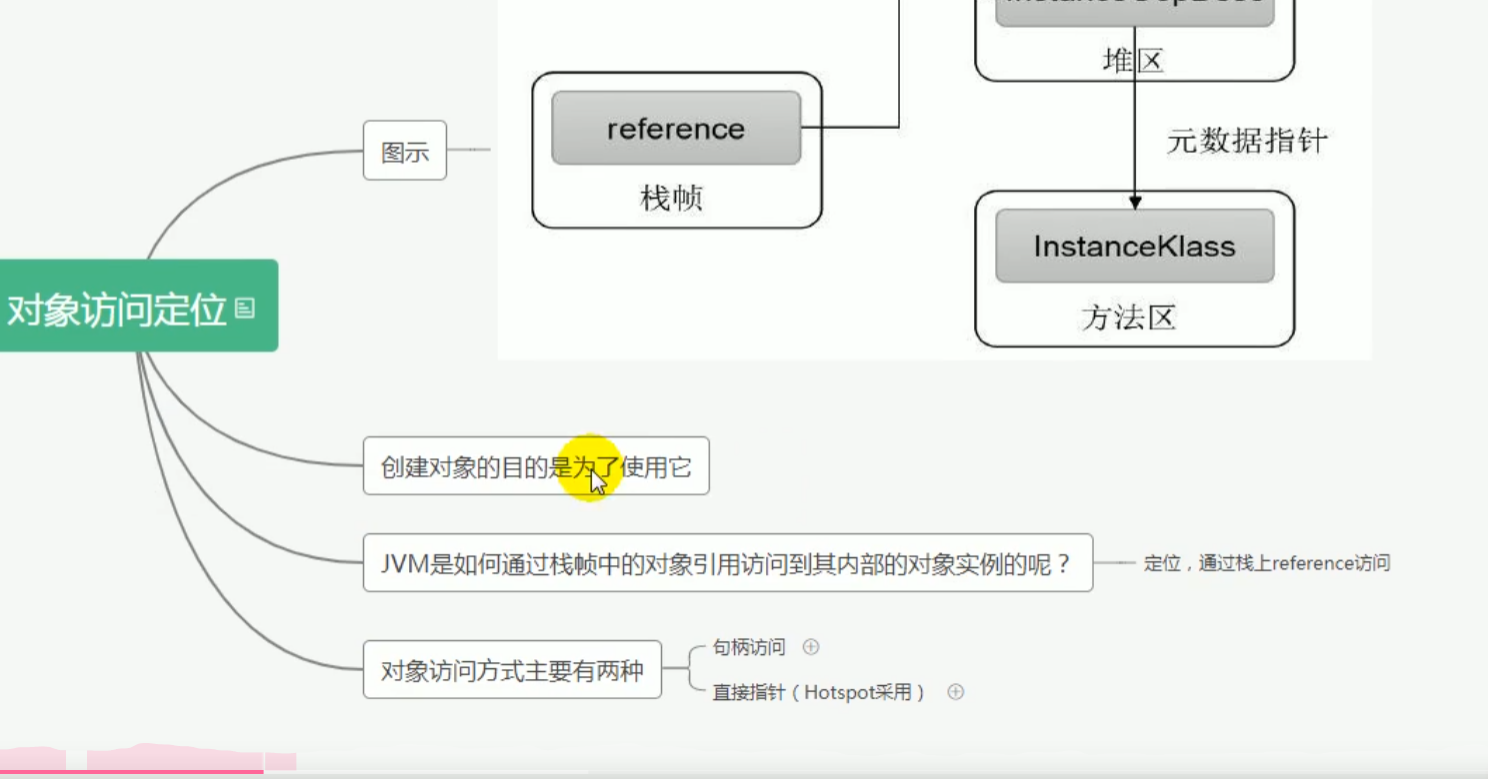 堆区
reference
元数据指针
图示
栈帧
InstanceKlass
对象访问定位
方法区
创建对象的目的是为了使用它
JVM是如何通过栈帧中的对象引用访问到其内部的对象实例的呢？
定位，通过栈上reference访问
句柄访问
对象访问方式主要有两种
直接指针（Hotspot采用）